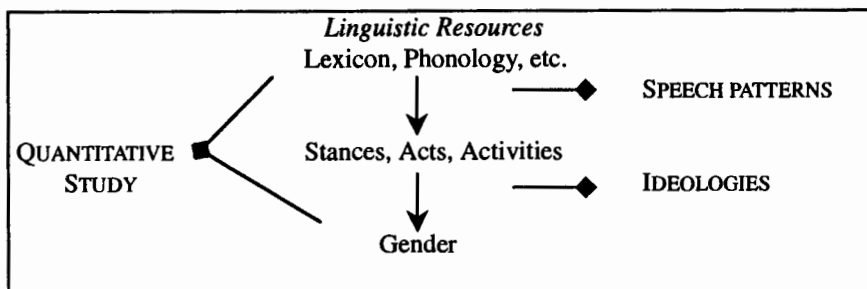 Linguistic Resources
Lexicon, Phonology, etc.
SPEECH PATTERNS
QUANTITATIVE
STUDY
Stances, Acts, Activities
IDEOLOGIES
Gender